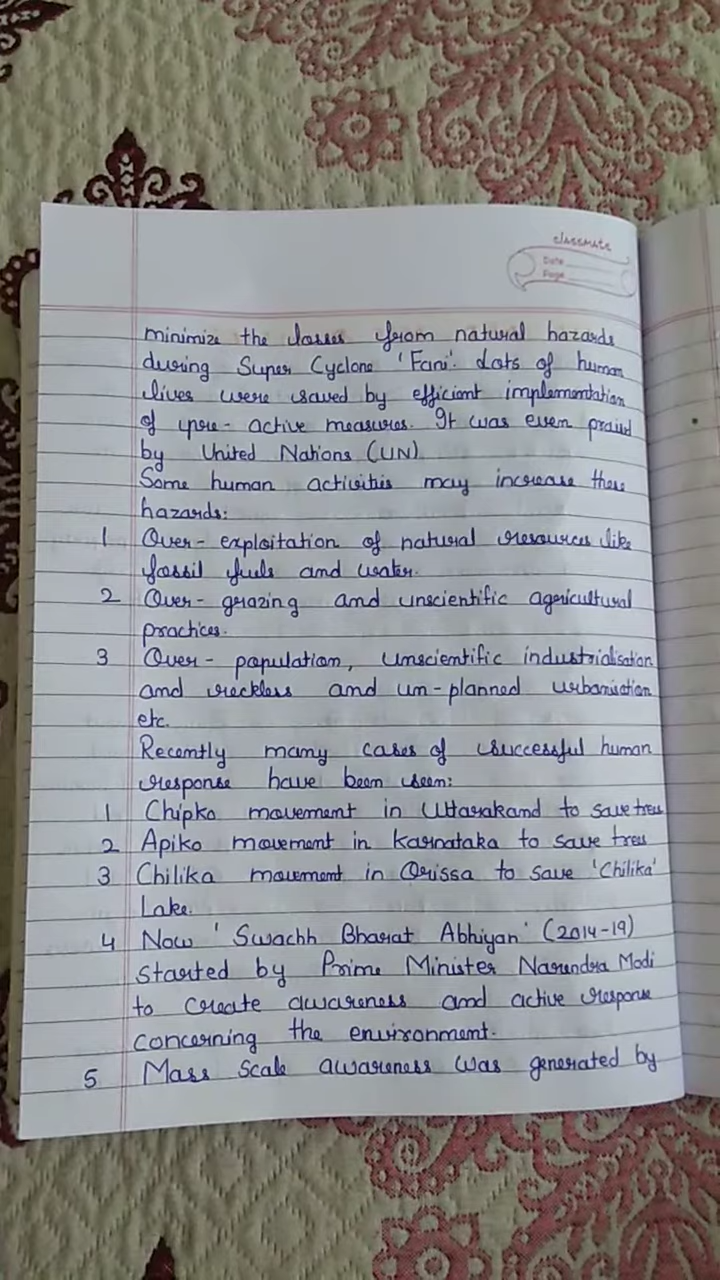 classmate
Date
Page
minimize the losses from natural hazards
during Super Cyclone 'Fani'. Lots of human
lives were saved by efficient implementation
of pre-active measures. It was even praised
by United Nations (UN)
Some human activities may increase these
hazards:
1 Over-exploitation of natural resources like
fossil fuels and water.
2 Over-grazing and unscientific agricultural
practices.
3 Over-population, unscientific industrialisation
and reckless and un-planned urbanisation
etc.
Recently many cases of successful human
response have been seen:
1 Chipko movement in Uttarakand to save trees
2 Apiko movement in Karnataka to save trees
3 Chilika movement in Orissa to save 'Chilika'
Lake.
4 Now 'Swachh Bharat Abhiyan' (2014-19)
started by Prime Minister Narendra Modi
to create awareness and active response
concerning the environment.
5 Mass scale awareness was generated by